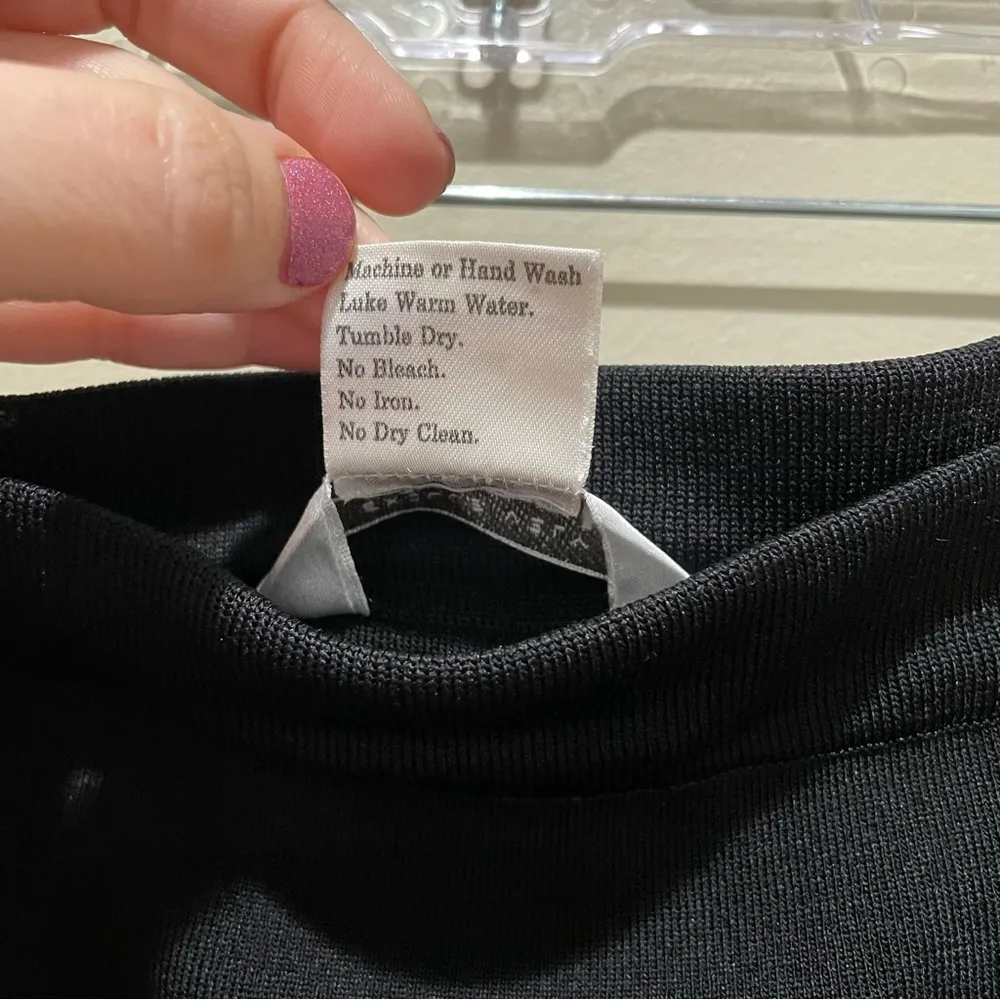 Machine or Hand Wash
Luke Warm Water.
Tumble Dry.
No Bleach.
No Iron.
No Dry Clean.